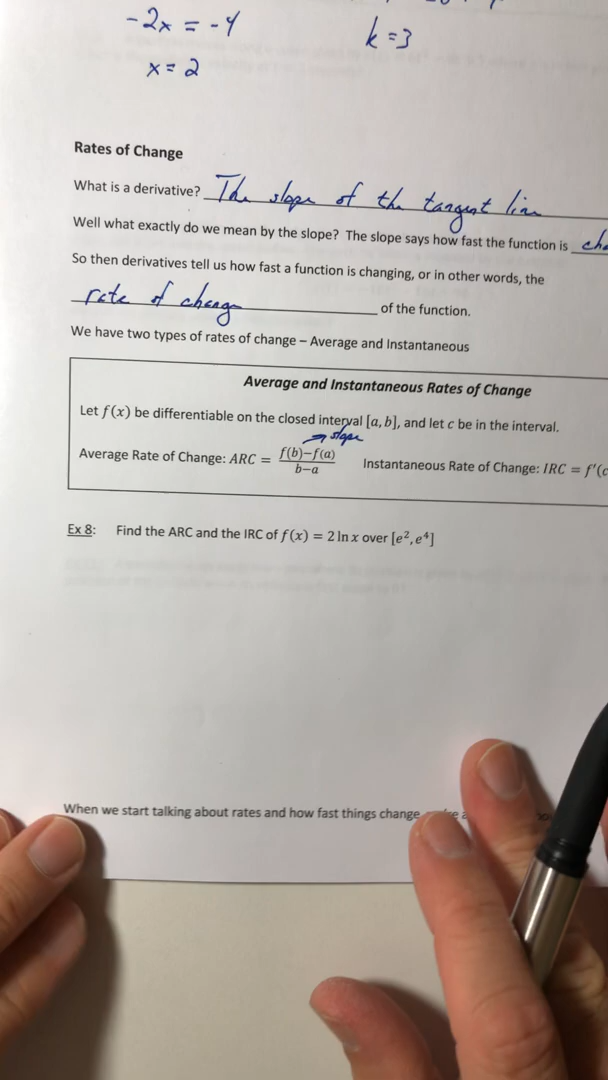 -2x = -4
k=3
x = 2
Rates of Change
What is a derivative? The slope of the tangent line
Well what exactly do we mean by the slope? The slope says how fast the function is cha
So then derivatives tell us how fast a function is changing, or in other words, the
rate of change of the function.
We have two types of rates of change – Average and Instantaneous
Average and Instantaneous Rates of Change
Let f(x) be differentiable on the closed interval [a, b], and let c be in the interval.
→ slope
Average Rate of Change: ARC = f(b)−f(a)/b−a Instantaneous Rate of Change: IRC = f′(c
Ex 8: Find the ARC and the IRC of f(x) = 2 ln x over [e², e⁴]
When we start talking about rates and how fast things change